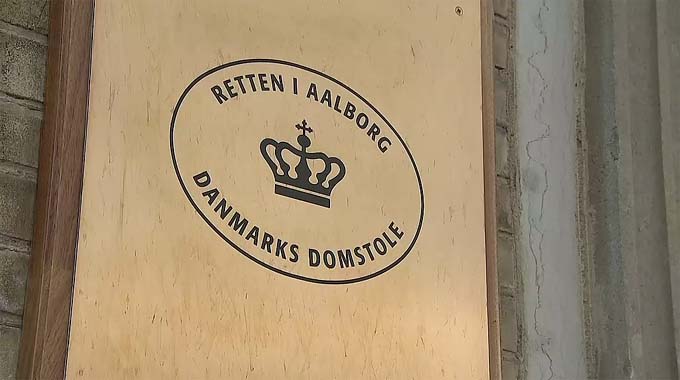 RETTEN I AALBORG
DANMARKS DOMSTOLE